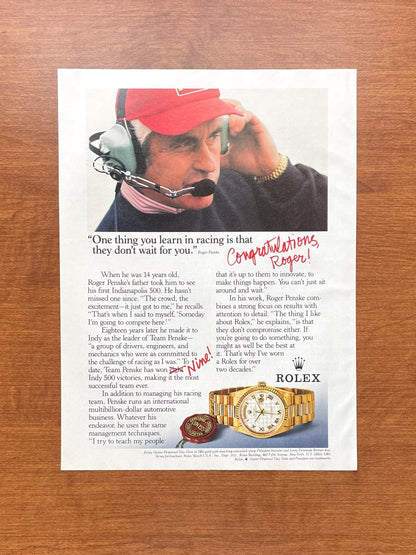 "One thing you learn in racing is that
they don't wait for you." Roger Penske
Congratulations,
Roger!
When he was 14 years old,
Roger Penske's father took him to see
his first Indianapolis 500. He hasn't
missed one since. "The crowd, the
excitement—it just got to me," he recalls.
"That's when I said to myself, 'Someday
I'm going to compete here.'"
Eighteen years later he made it to
Indy as the leader of Team Penske—
"a group of drivers, engineers, and
mechanics who were as committed to
the challenge of racing as I was." To
date, Team Penske has won Nine!
Indy 500 victories, making it the most
successful team ever.
In addition to managing his racing
team, Penske runs an international
multibillion-dollar automotive
business. Whatever his
endeavor, he uses the same
management techniques.
"I try to teach my people
that it's up to them to innovate, to
make things happen. You can't just sit
around and wait."
In his work, Roger Penske com-
bines a strong focus on results with
attention to detail. "The thing I like
about Rolex," he explains, "is that
they don't compromise either. If
you're going to do something, you
might as well be the best at
it. That's why I've worn
a Rolex for over
two decades."
ROLEX